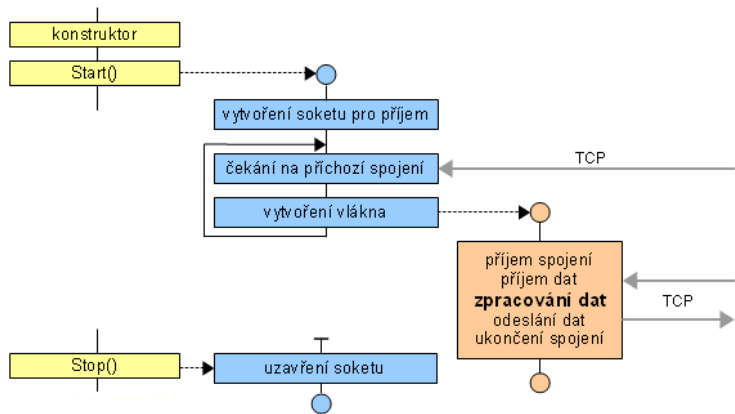 konstruktor
Start()
vytvoření soketu pro příjem
čekání na příchozí spojení
TCP
vytvoření vlákna
příjem spojení
příjem dat
zpracování dat
odeslání dat
ukončení spojení
TCP
Stop()
uzavření soketu